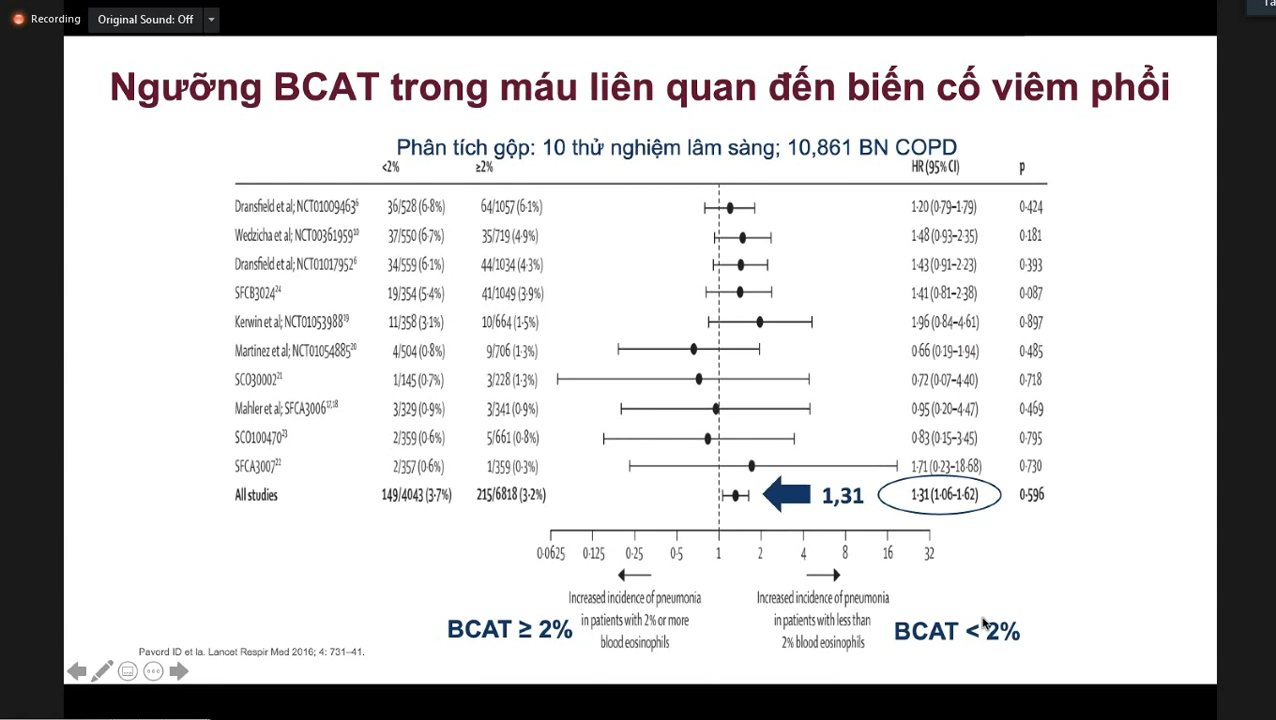 Recording
Original Sound: Off
Ta
Ngưỡng BCAT trong máu liên quan đến biến cố viêm phổi
Phân tích gộp: 10 thử nghiệm lâm sàng; 10,861 BN COPD
<2% ≥2% HR (95% CI) p
Dransfield et al; NCT01009463⁶ 36/528 (6·8%) 64/1057 (6·1%) 1·20 (0·79–1·79) 0·424
Wedzicha et al; NCT00361959¹⁰ 37/550 (6·7%) 35/719 (4·9%) 1·48 (0·93–2·35) 0·181
Dransfield et al; NCT01017952⁶ 34/559 (6·1%) 44/1034 (4·3%) 1·43 (0·91–2·23) 0·393
SFCB3024²⁴ 19/354 (5·4%) 41/1049 (3·9%) 1·41 (0·81–2·38) 0·087
Kerwin et al; NCT01053988¹⁹ 11/358 (3·1%) 10/664 (1·5%) 1·96 (0·84–4·61) 0·897
Martinez et al; NCT01054885²⁰ 4/504 (0·8%) 9/706 (1·3%) 0·66 (0·19–1·94) 0·485
SCO30002²¹ 1/145 (0·7%) 3/228 (1·3%) 0·72 (0·07–4·40) 0·718
Mahler et al; SFCA3006¹⁷,¹⁸ 3/329 (0·9%) 3/341 (0·9%) 0·95 (0·20–4·47) 0·469
SCO100470²³ 2/359 (0·6%) 5/661 (0·8%) 0·83 (0·15–3·45) 0·795
SFCA3007²² 2/357 (0·6%) 1/359 (0·3%) 1·71 (0·23–18·68) 0·730
All studies 149/4043 (3·7%) 215/6818 (3·2%) 1,31 1·31 (1·06–1·62) 0·596
0·0625 0·125 0·25 0·5 1 2 4 8 16 32
Increased incidence of pneumonia
in patients with 2% or more
blood eosinophils
Increased incidence of pneumonia
in patients with less than
2% blood eosinophils
BCAT ≥ 2%
BCAT < 2%
Pavord ID et la. Lancet Respir Med 2016; 4: 731–41.